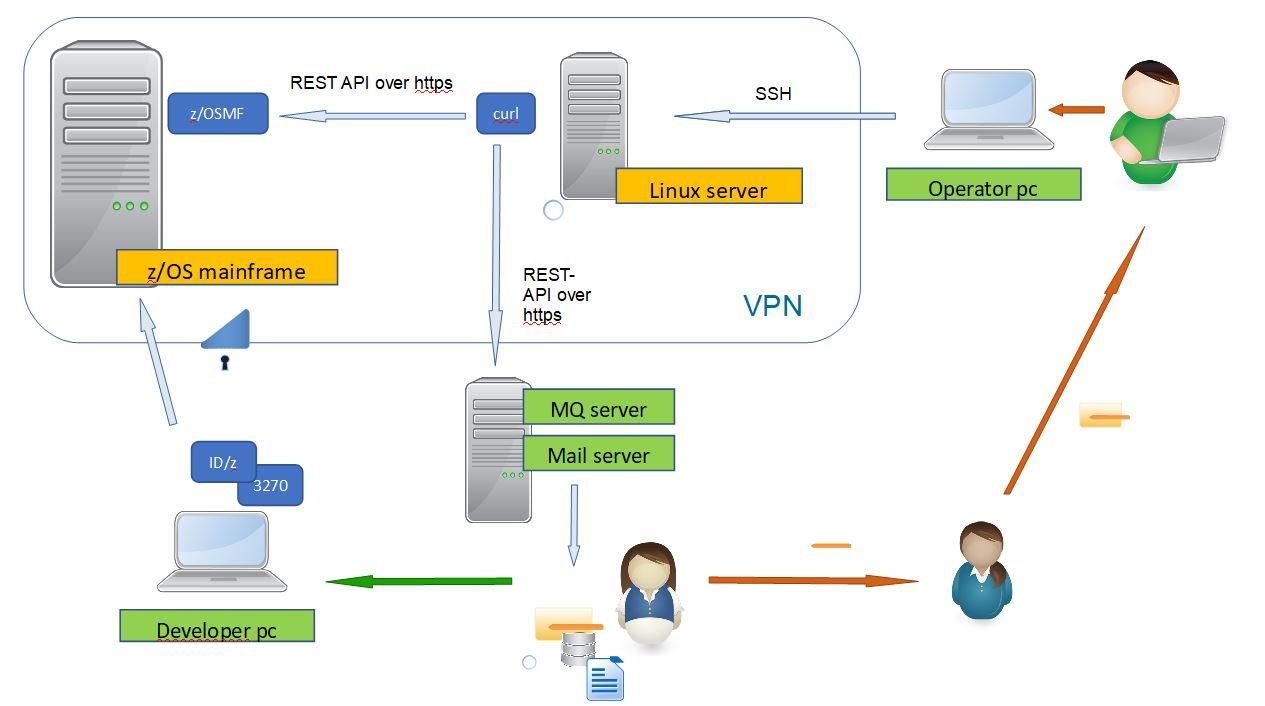 REST API over https
SSH
z/OSMF
curl
Linux server
Operator pc
z/OS mainframe
REST-
API over
https
VPN
MQ server
Mail server
ID/z
3270
Developer pc